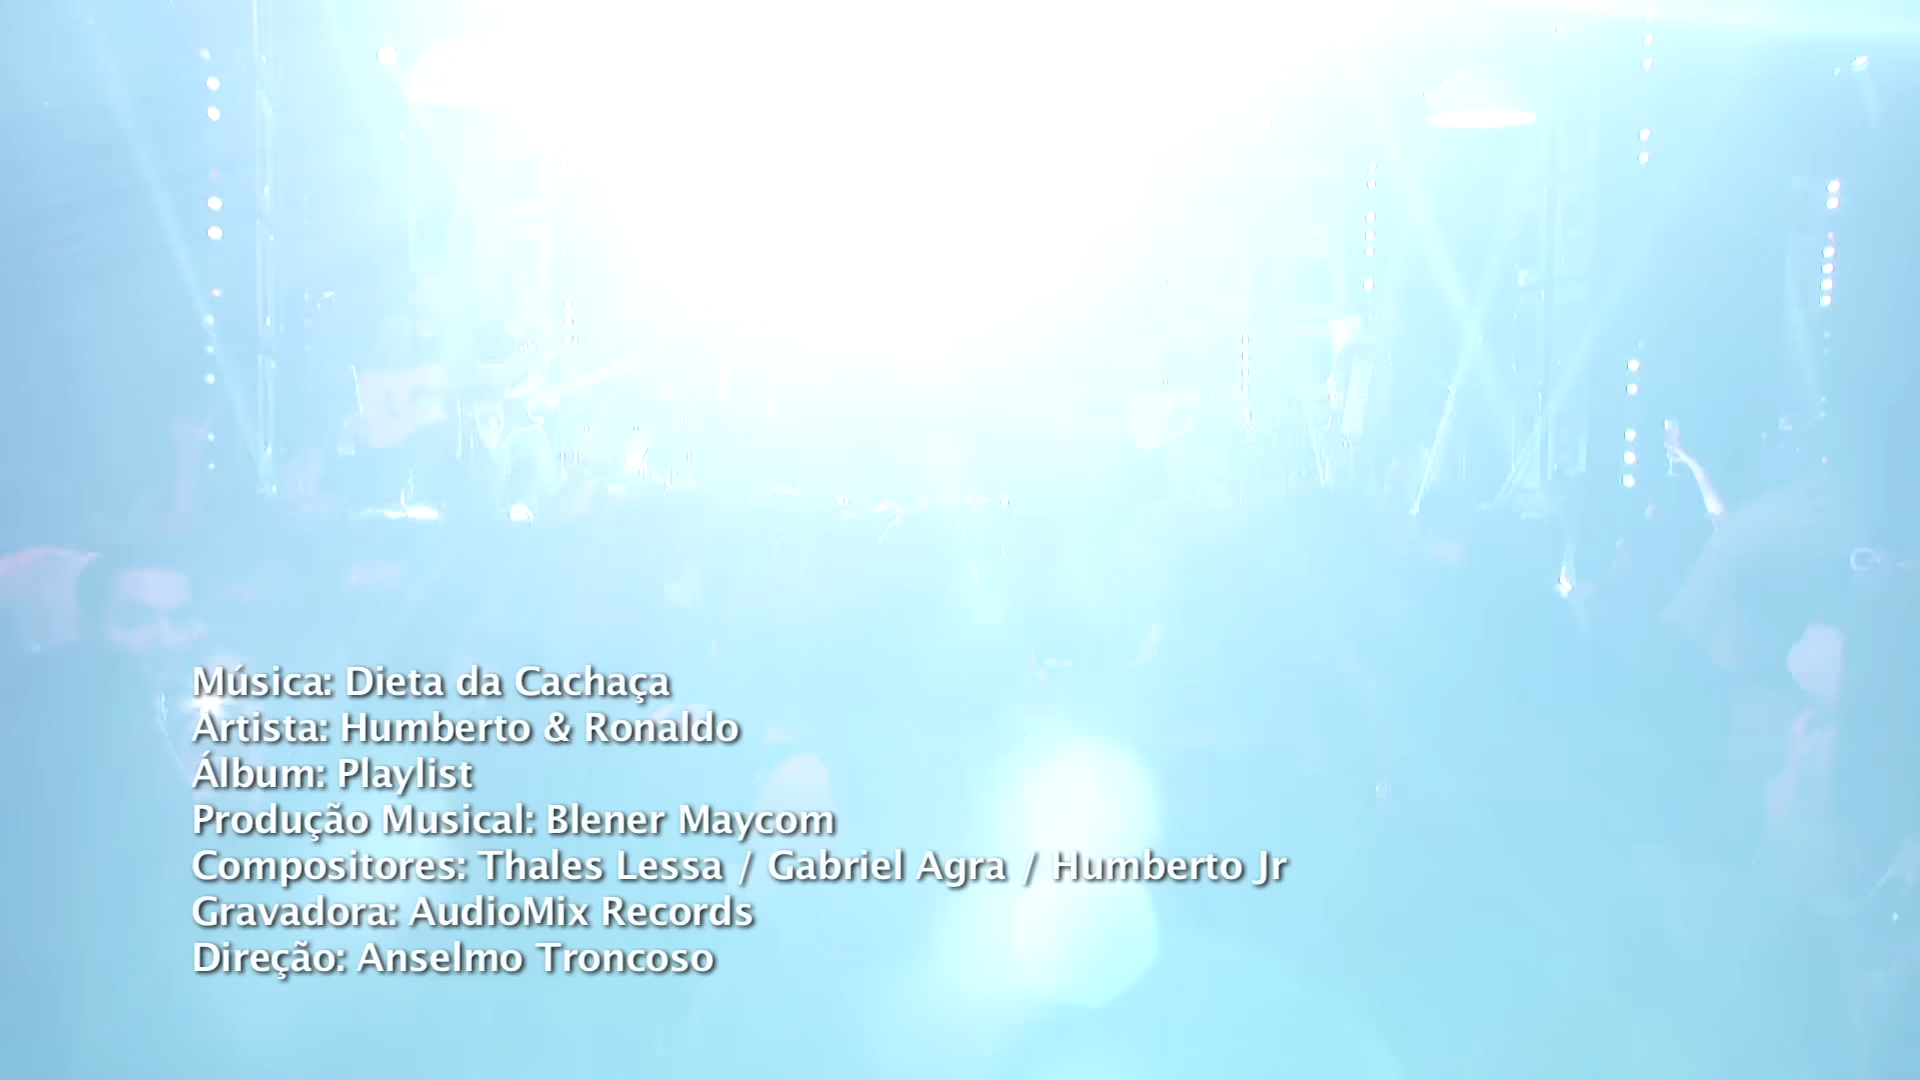 Música: Dieta da Cachaça
Artista: Humberto & Ronaldo
Álbum: Playlist
Produção Musical: Blener Maycom
Compositores: Thales Lessa / Gabriel Agra / Humberto Jr
Gravadora: AudioMix Records
Direção: Anselmo Troncoso